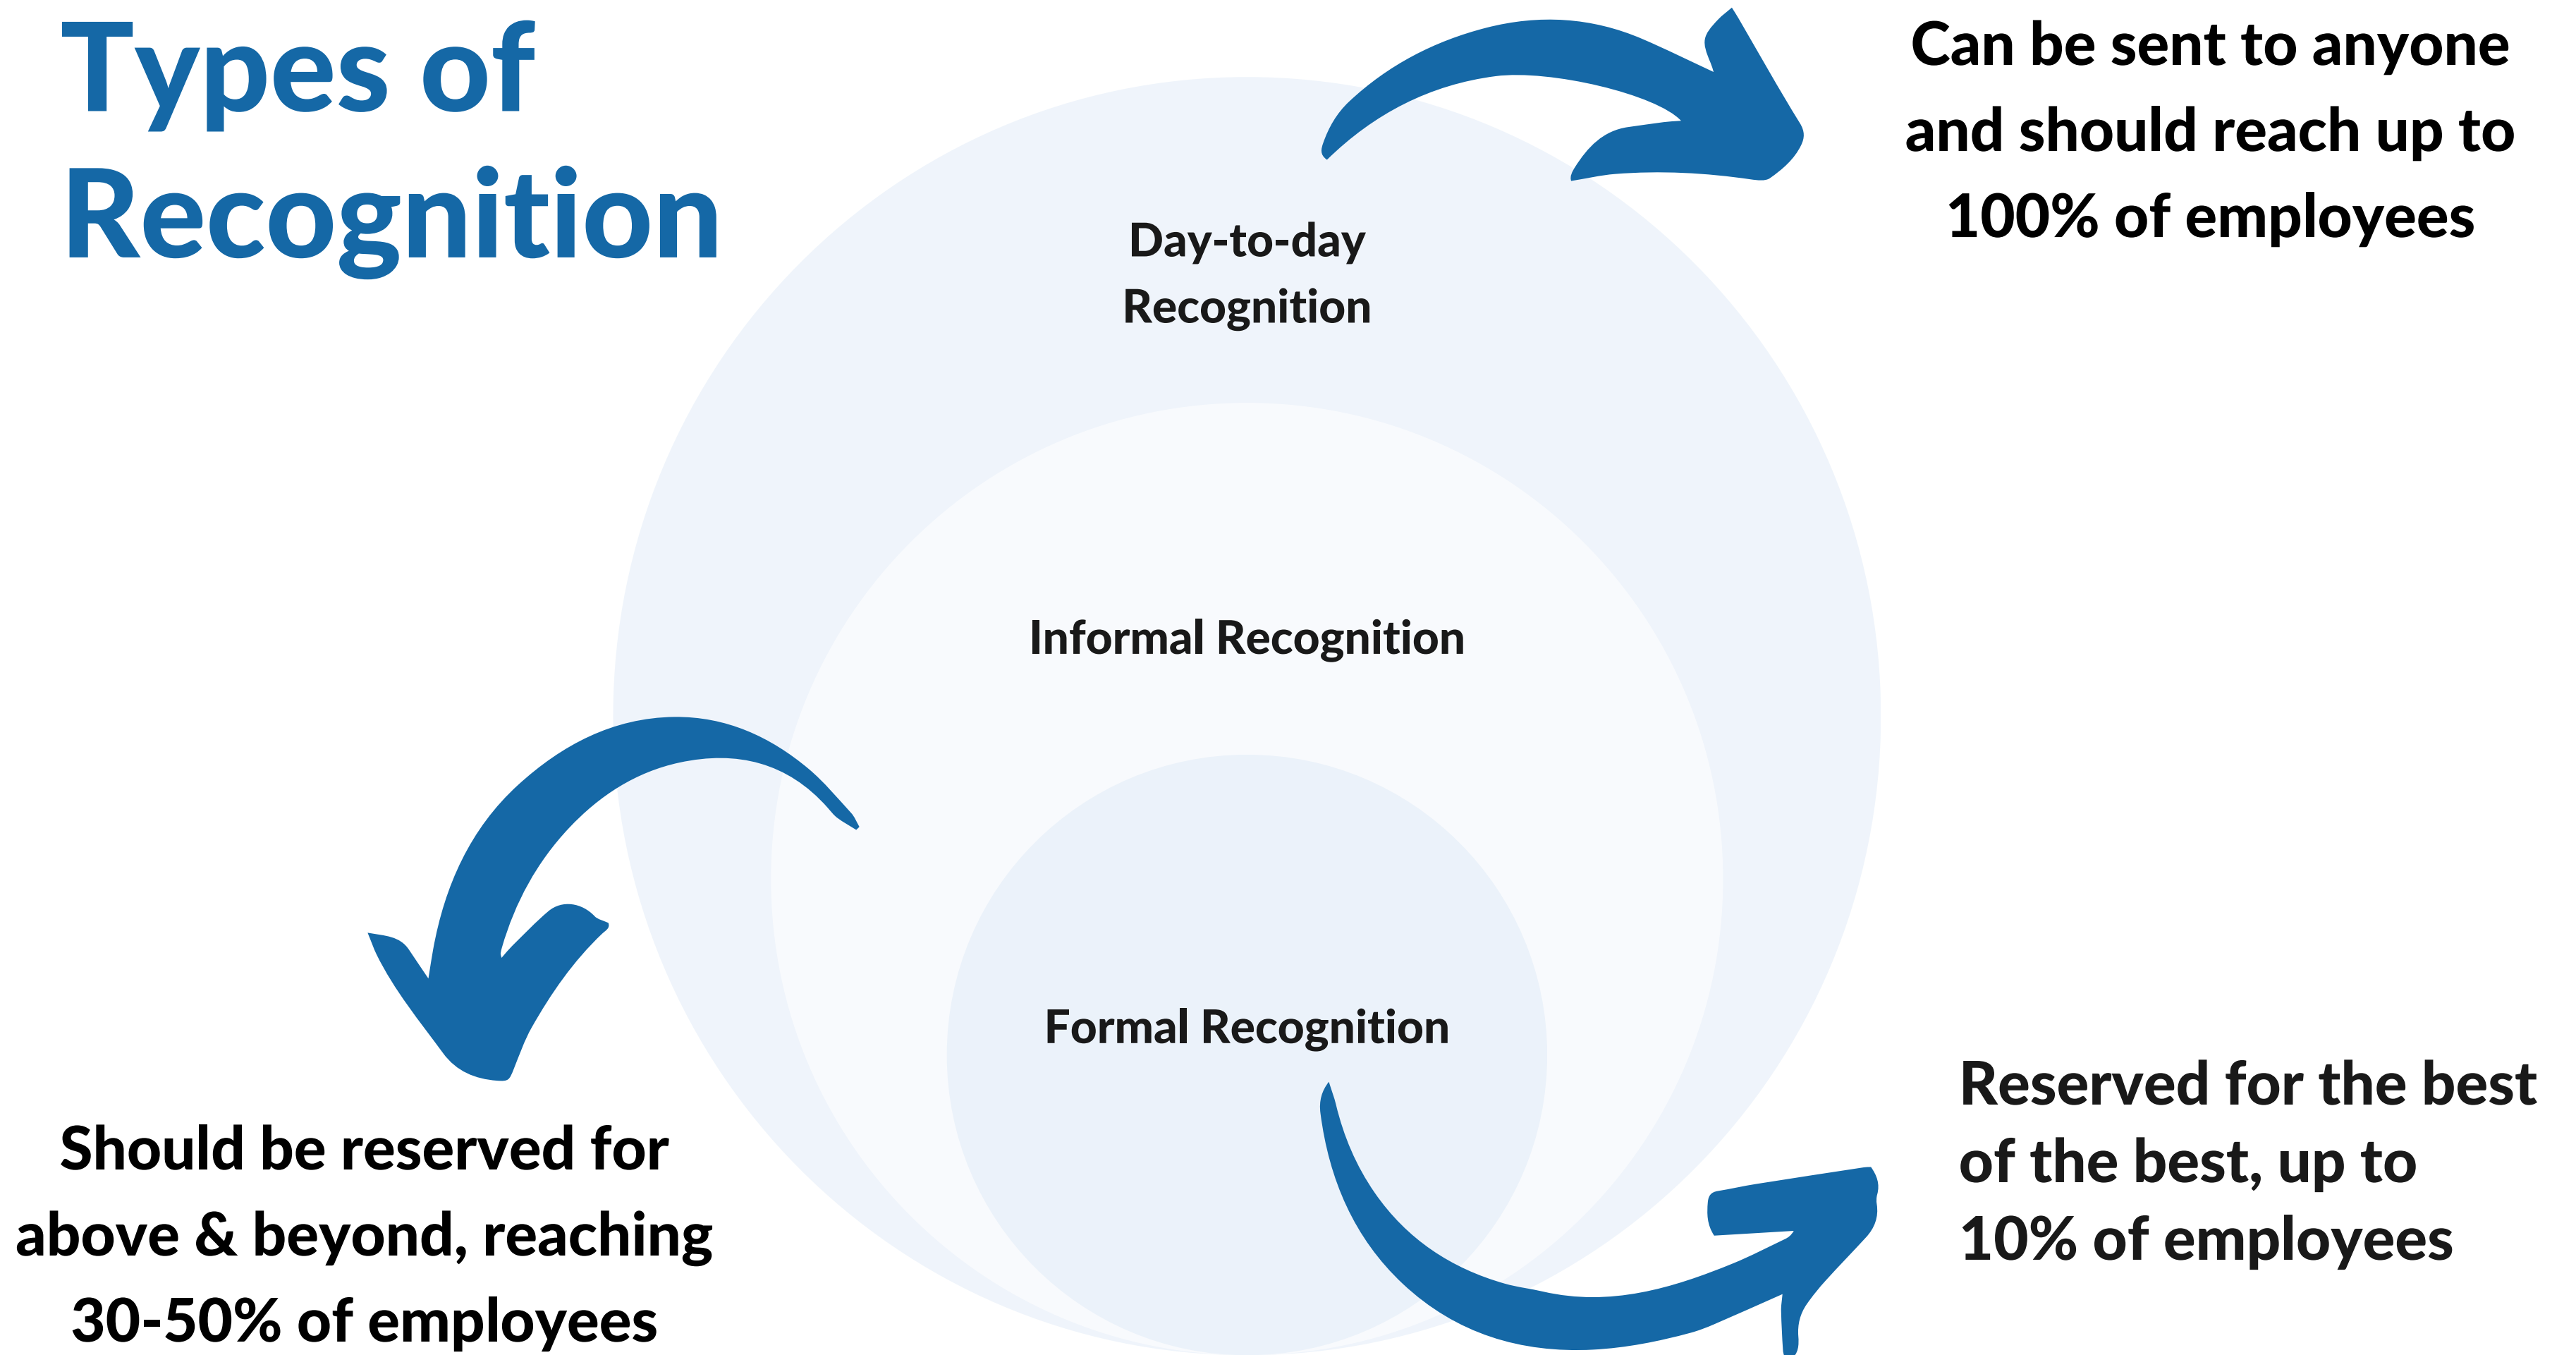 Types of
Recognition
Can be sent to anyone
and should reach up to
100% of employees
Day-to-day
Recognition
Informal Recognition
Formal Recognition
Should be reserved for
above & beyond, reaching
30-50% of employees
Reserved for the best
of the best, up to
10% of employees